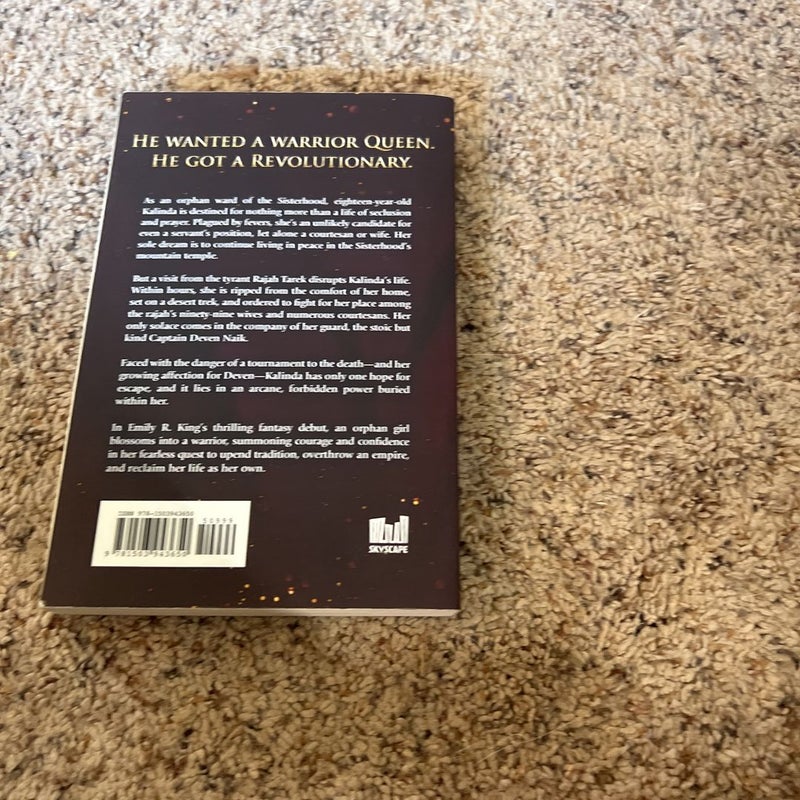 HE WANTED A WARRIOR QUEEN.
HE GOT A REVOLUTIONARY.
As an orphan ward of the Sisterhood, eighteen-year-old
Kalinda is destined for nothing more than a life of seclusion
and prayer. Plagued by fevers, she's an unlikely candidate for
even a servant's position, let alone a courtesan or wife. Her
sole dream is to continue living in peace in the Sisterhood's
mountain temple.
But a visit from the tyrant Rajah Tarek disrupts Kalinda's life.
Within hours, she is ripped from the comfort of her home,
set on a desert trek, and ordered to fight for her place among
the rajah's ninety-nine wives and numerous courtesans. Her
only solace comes in the company of her guard, the stoic but
kind Captain Deven Naik.
Faced with the danger of a tournament to the death—and her
growing affection for Deven—Kalinda has only one hope for
escape, and it lies in an arcane, forbidden power buried
within her.
In Emily R. King's thrilling fantasy debut, an orphan girl
blossoms into a warrior, summoning courage and confidence
in her fearless quest to upend tradition, overthrow an empire,
and reclaim her life as her own.
ISBN 978-1503943650
50999
9 781503 943650
SKYSCAPE